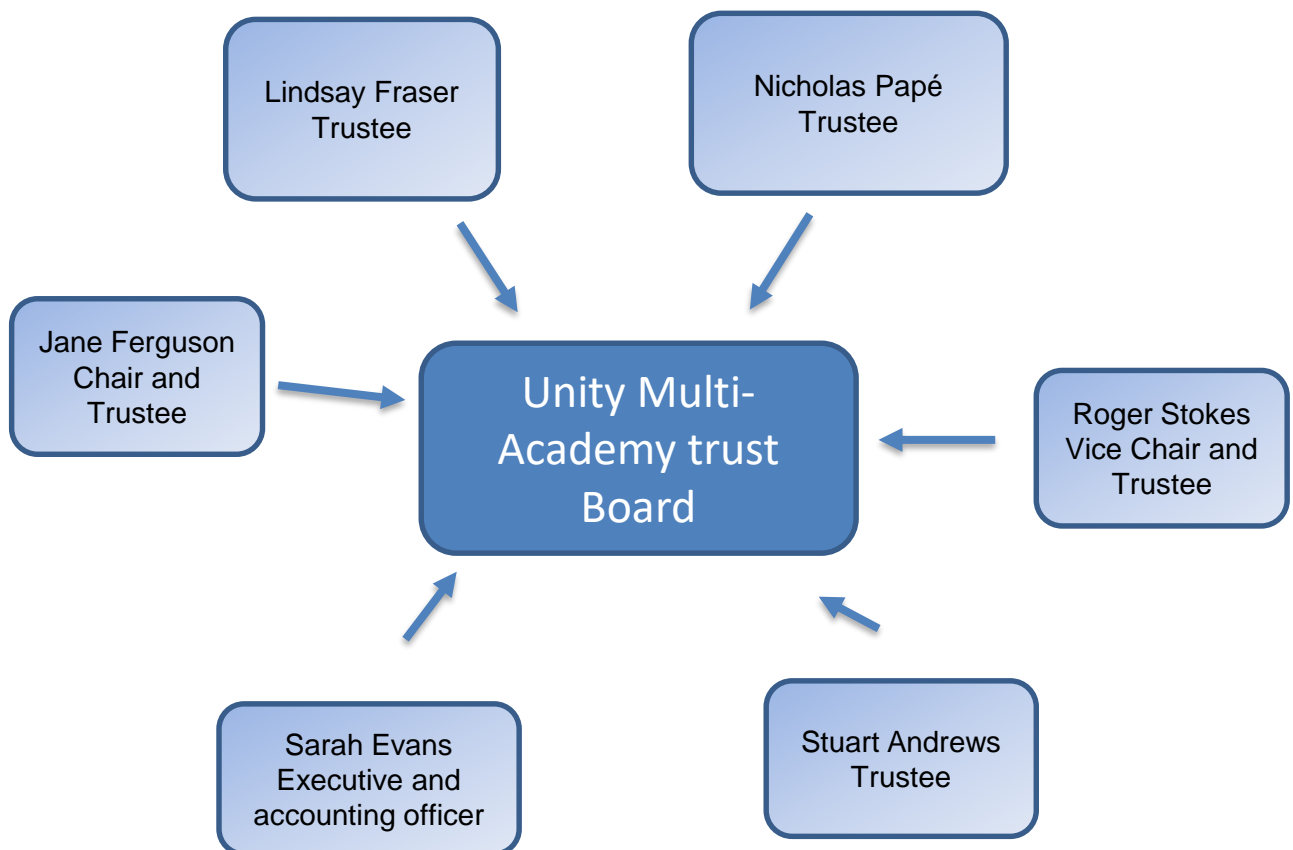 Lindsay Fraser
Trustee
Nicholas Papé
Trustee
Jane Ferguson
Chair and
Trustee
Unity Multi-
Academy trust
Board
Roger Stokes
Vice Chair and
Trustee
Sarah Evans
Executive and
accounting officer
Stuart Andrews
Trustee